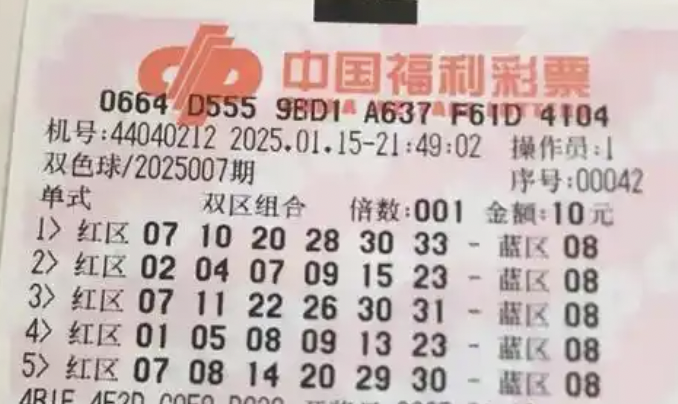 中国福利彩票
0664 D555 9BD1 A637 F61D 4104
机号:44040212 2025.01.15-21:49:02 操作员:1
双色球/2025007期 序号:00042
单式 双区组合 倍数:001 金额:10元
1> 红区 07 10 20 28 30 33 - 蓝区 08
2> 红区 02 04 07 09 15 23 - 蓝区 08
3> 红区 07 11 22 26 30 31 - 蓝区 08
4> 红区 01 05 08 09 13 23 - 蓝区 08
5> 红区 07 08 14 20 29 30 - 蓝区 08